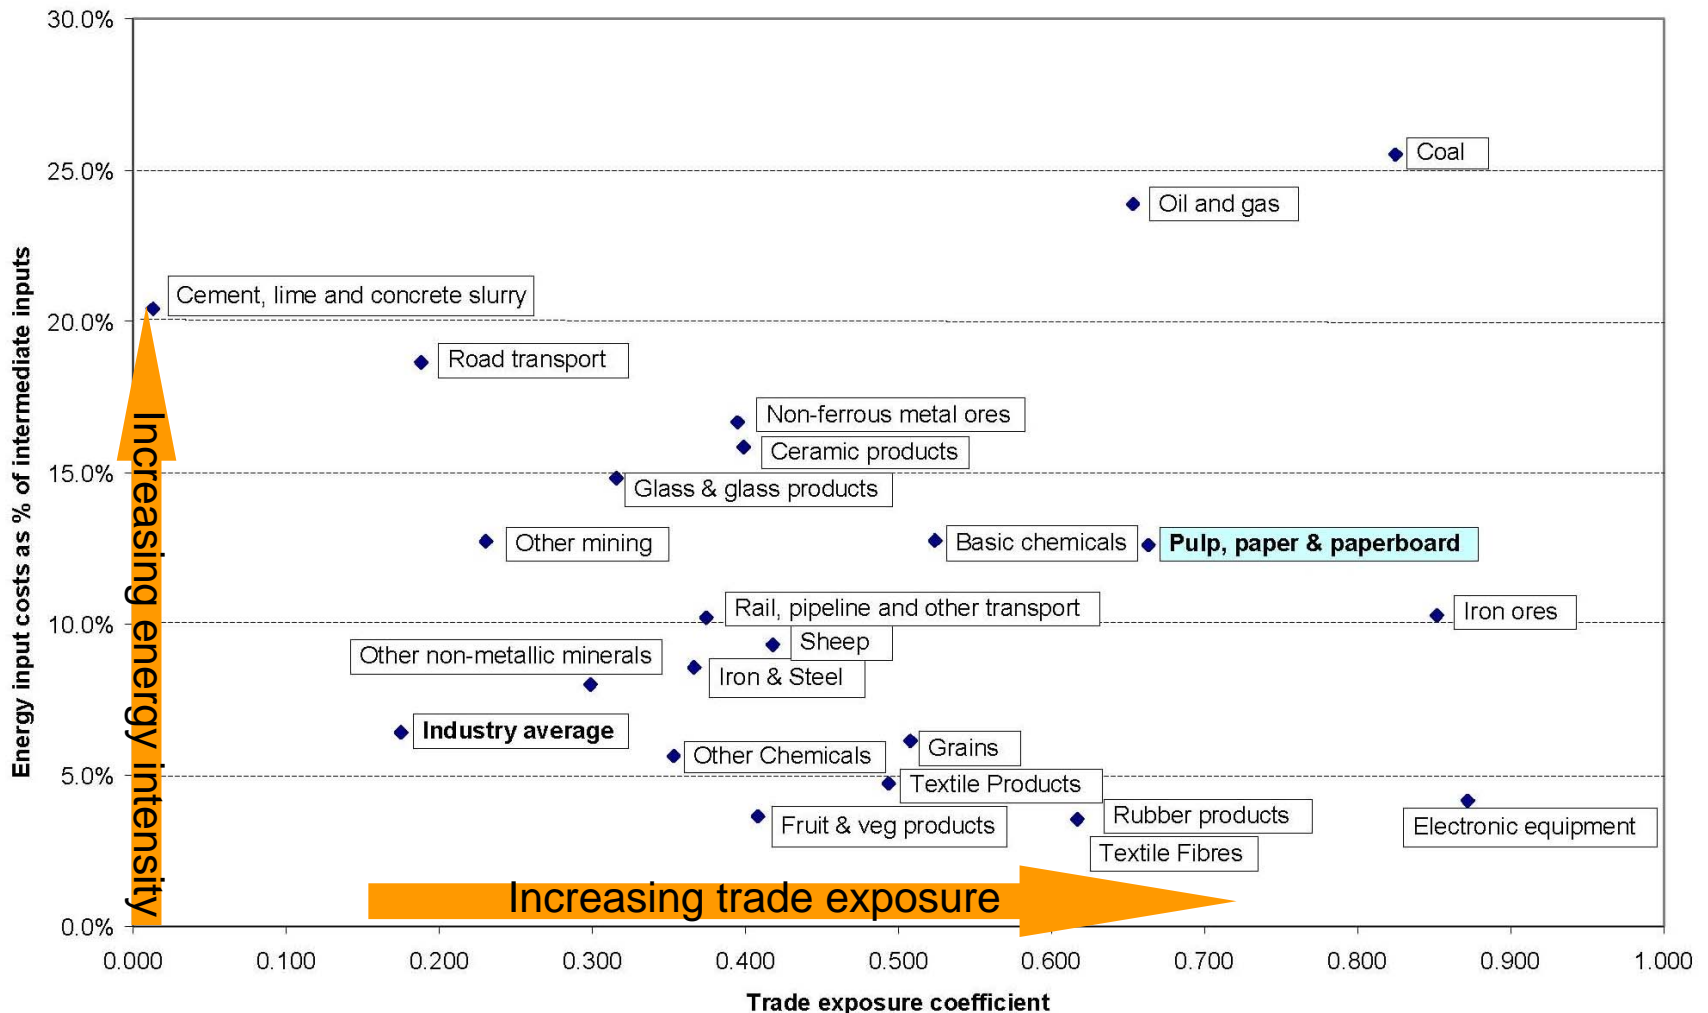 30.0%
25.0%
20.0%
15.0%
10.0%
5.0%
0.0%
Energy input costs as % of intermediate inputs
Increasing energy intensity
Coal
Oil and gas
Cement, lime and concrete slurry
Road transport
Non-ferrous metal ores
Ceramic products
Glass & glass products
Other mining
Basic chemicals
Pulp, paper & paperboard
Rail, pipeline and other transport
Iron ores
Sheep
Other non-metallic minerals
Iron & Steel
Industry average
Other Chemicals
Grains
Textile Products
Fruit & veg products
Rubber products
Electronic equipment
Textile Fibres
Increasing trade exposure
0.000 0.100 0.200 0.300 0.400 0.500 0.600 0.700 0.800 0.900 1.000
Trade exposure coefficient